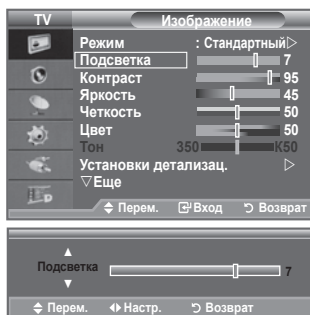 TV Изображение
Режим : Стандартный▷
Подсветка 7
Контраст 95
Яркость 45
Четкость 50
Цвет 50
Тон 350 К50
Установки детализац. ▷
▽Еще
Перем. Вход Возврат
▲
Подсветка 7
▼
Перем. Настр. Возврат